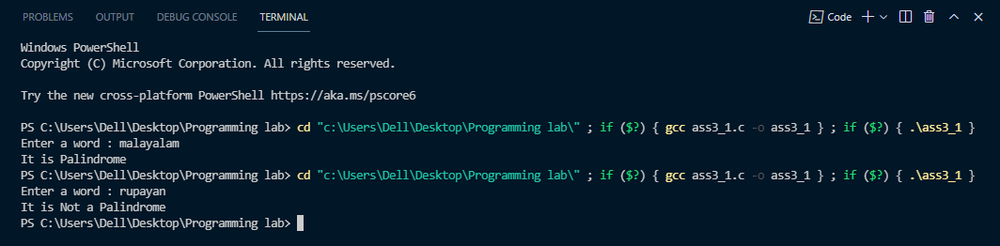 PROBLEMS OUTPUT DEBUG CONSOLE TERMINAL Code
Windows PowerShell
Copyright (C) Microsoft Corporation. All rights reserved.
Try the new cross-platform PowerShell https://aka.ms/pscore6
PS C:\Users\Dell\Desktop\Programming lab> cd "c:\Users\Dell\Desktop\Programming lab\" ; if ($?) { gcc ass3_1.c -o ass3_1 } ; if ($?) { .\ass3_1 }
Enter a word : malayalam
It is Palindrome
PS C:\Users\Dell\Desktop\Programming lab> cd "c:\Users\Dell\Desktop\Programming lab\" ; if ($?) { gcc ass3_1.c -o ass3_1 } ; if ($?) { .\ass3_1 }
Enter a word : rupayan
It is Not a Palindrome
PS C:\Users\Dell\Desktop\Programming lab>